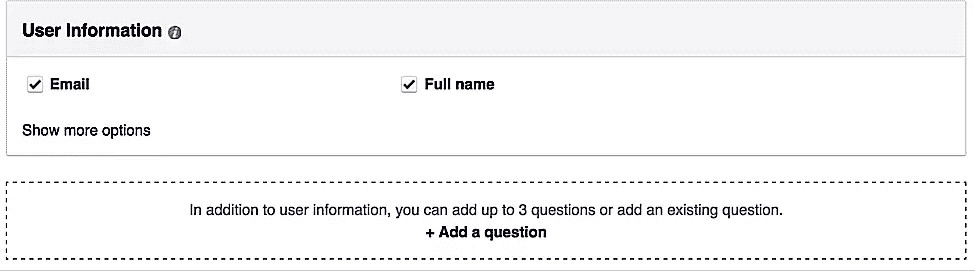 User Information
Email
Full name
Show more options
In addition to user information, you can add up to 3 questions or add an existing question.
+ Add a question